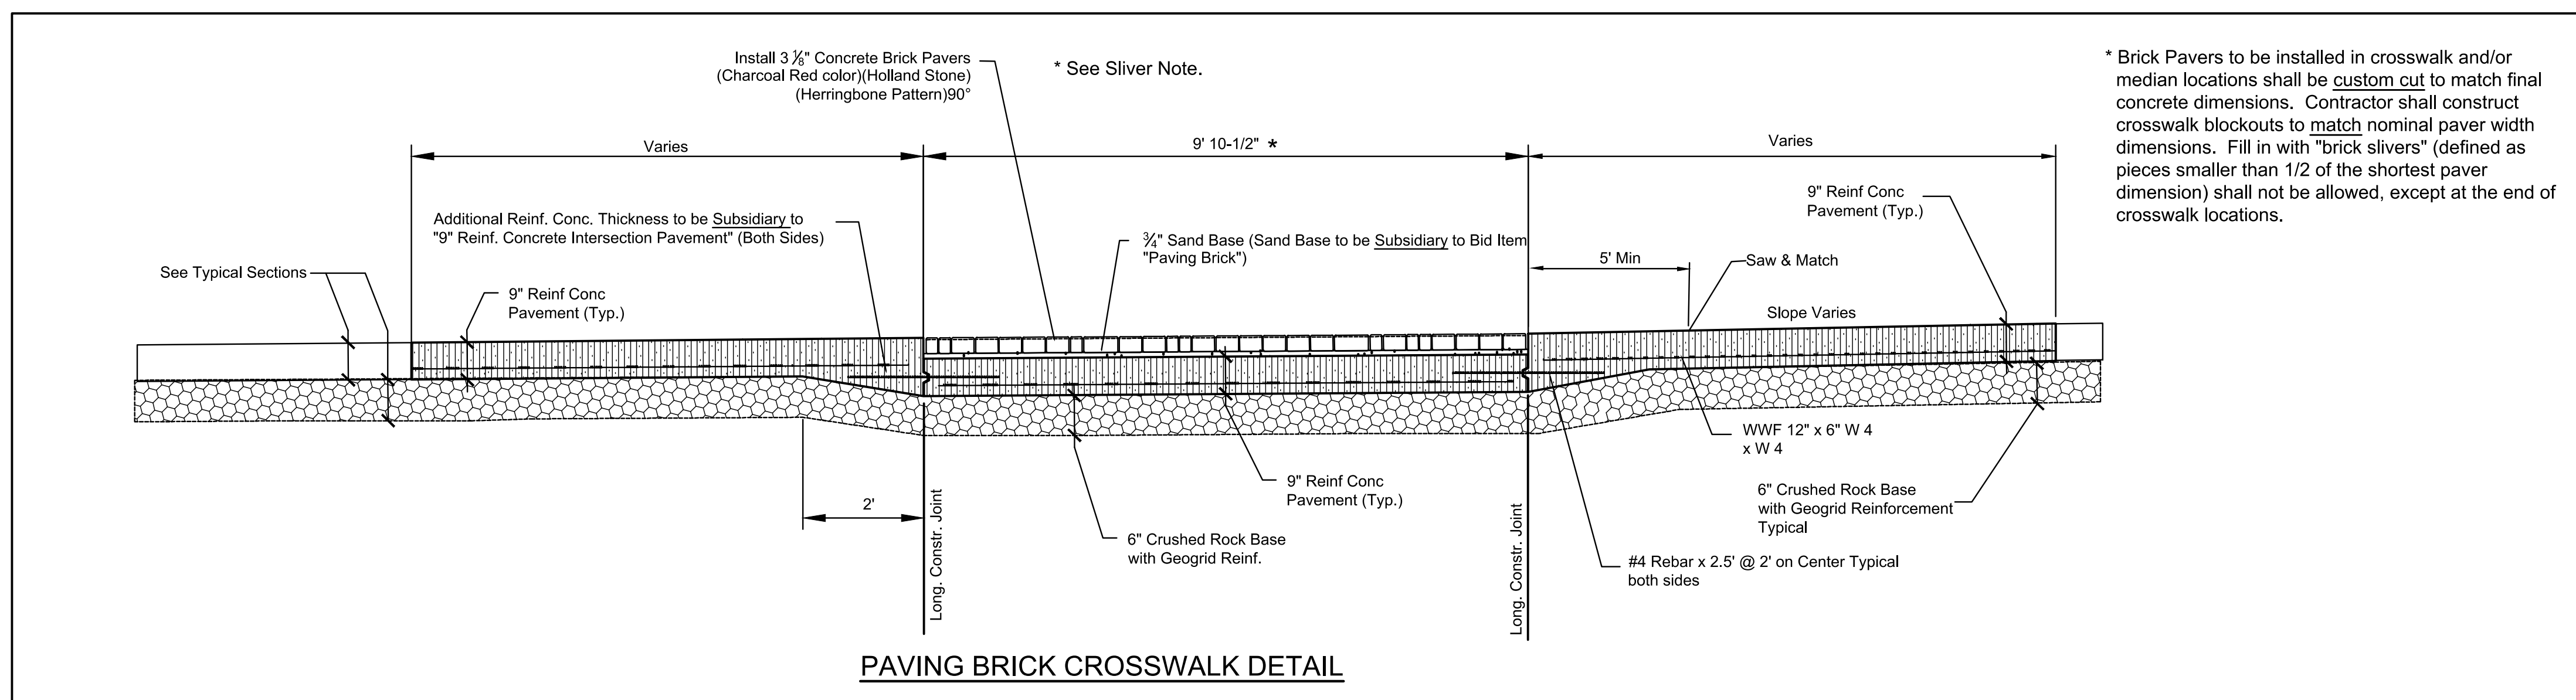 Install 3 ⅛" Concrete Brick Pavers
(Charcoal Red color)(Holland Stone)
(Herringbone Pattern)90°
* See Sliver Note.
* Brick Pavers to be installed in crosswalk and/or
median locations shall be custom cut to match final
concrete dimensions. Contractor shall construct
crosswalk blockouts to match nominal paver width
dimensions. Fill in with "brick slivers" (defined as
pieces smaller than 1/2 of the shortest paver
dimension) shall not be allowed, except at the end of
crosswalk locations.
Varies
9' 10-1/2" *
Varies
Additional Reinf. Conc. Thickness to be Subsidiary to
"9" Reinf. Concrete Intersection Pavement" (Both Sides)
¾" Sand Base (Sand Base to be Subsidiary to Bid Item
"Paving Brick")
9" Reinf Conc
Pavement (Typ.)
5' Min
Saw & Match
See Typical Sections
9" Reinf Conc
Pavement (Typ.)
Slope Varies
WWF 12" x 6" W 4
x W 4
9" Reinf Conc
Pavement (Typ.)
2'
6" Crushed Rock Base
with Geogrid Reinf.
6" Crushed Rock Base
with Geogrid Reinforcement
Typical
#4 Rebar x 2.5' @ 2' on Center Typical
both sides
Long. Constr. Joint
Long. Constr. Joint
PAVING BRICK CROSSWALK DETAIL